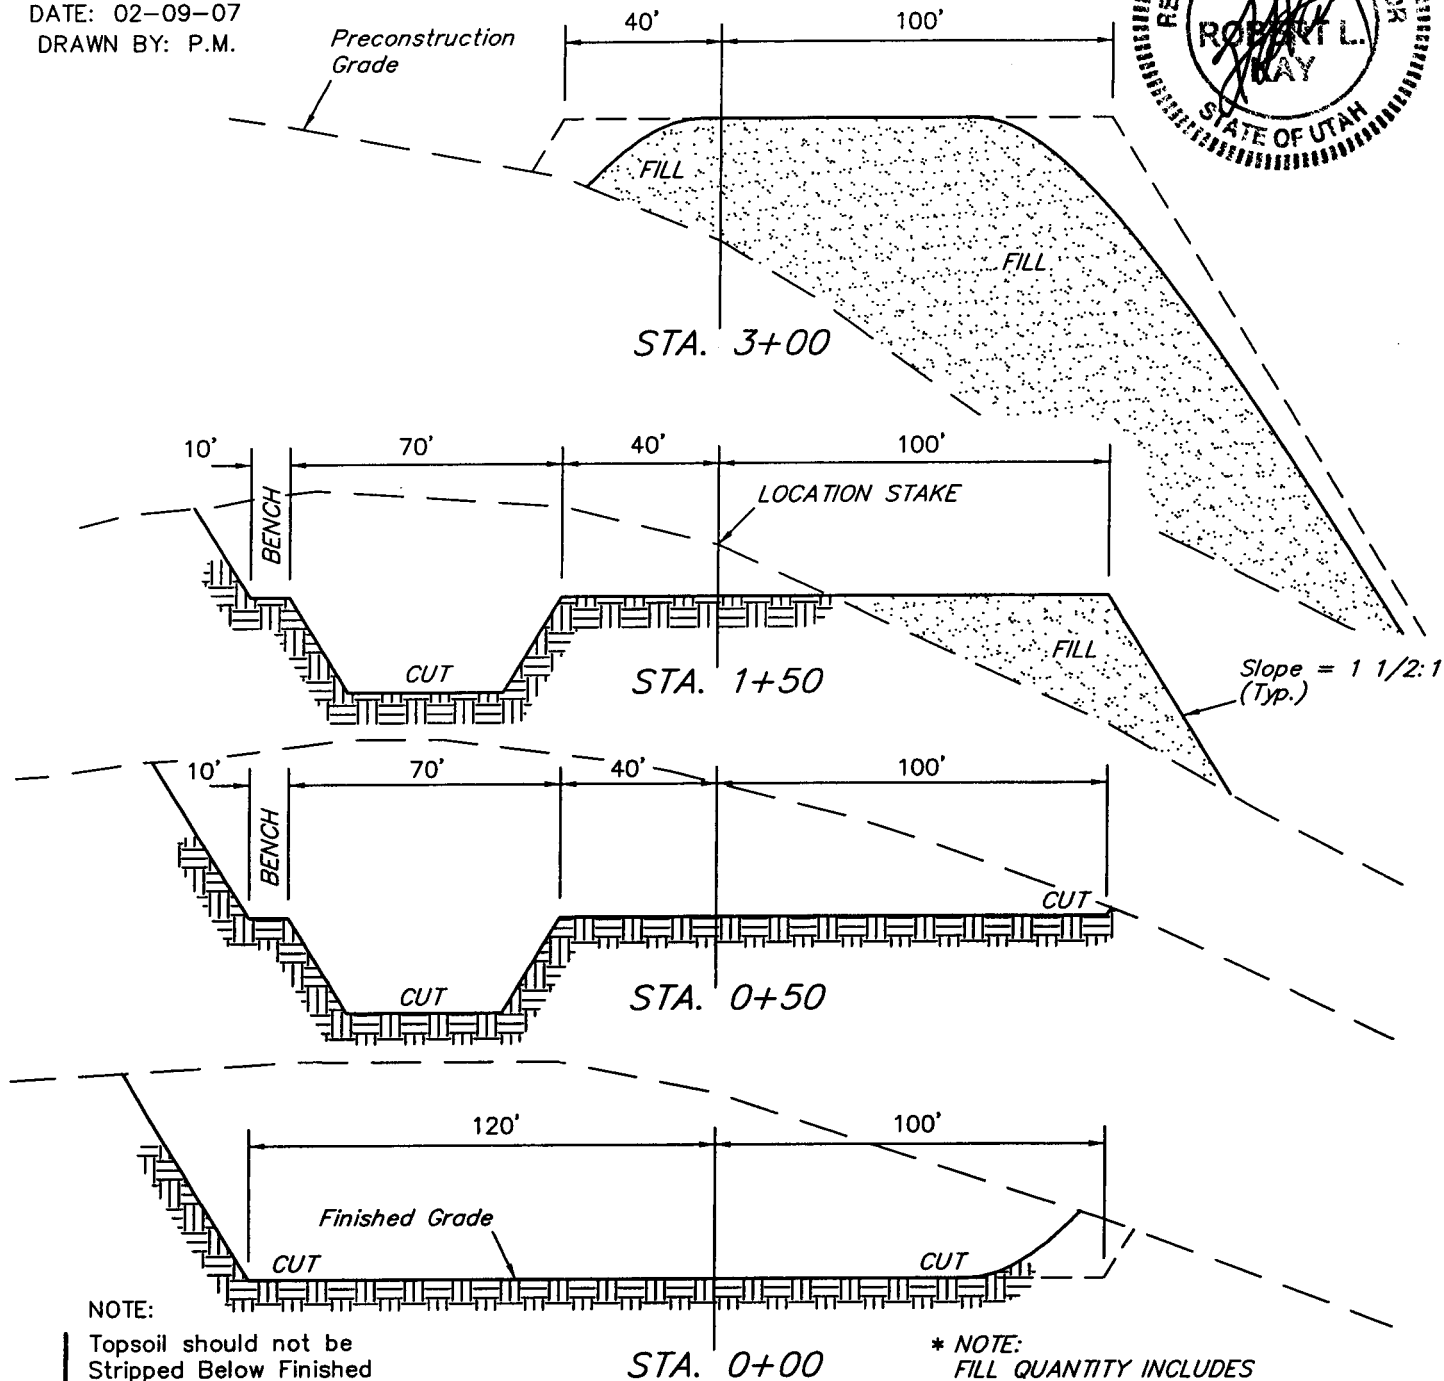 DATE: 02-09-07
DRAWN BY: P.M.
Preconstruction
Grade
40'
100'
ROBERT L.
KAY
STATE OF UTAH
FILL
FILL
STA. 3+00
10'
70'
40'
100'
BENCH
LOCATION STAKE
CUT
FILL
STA. 1+50
Slope = 1 1/2:1
(Typ.)
10'
70'
40'
100'
BENCH
CUT
CUT
STA. 0+50
120'
100'
Finished Grade
CUT
CUT
NOTE:
Topsoil should not be
Stripped Below Finished
STA. 0+00
* NOTE:
FILL QUANTITY INCLUDES